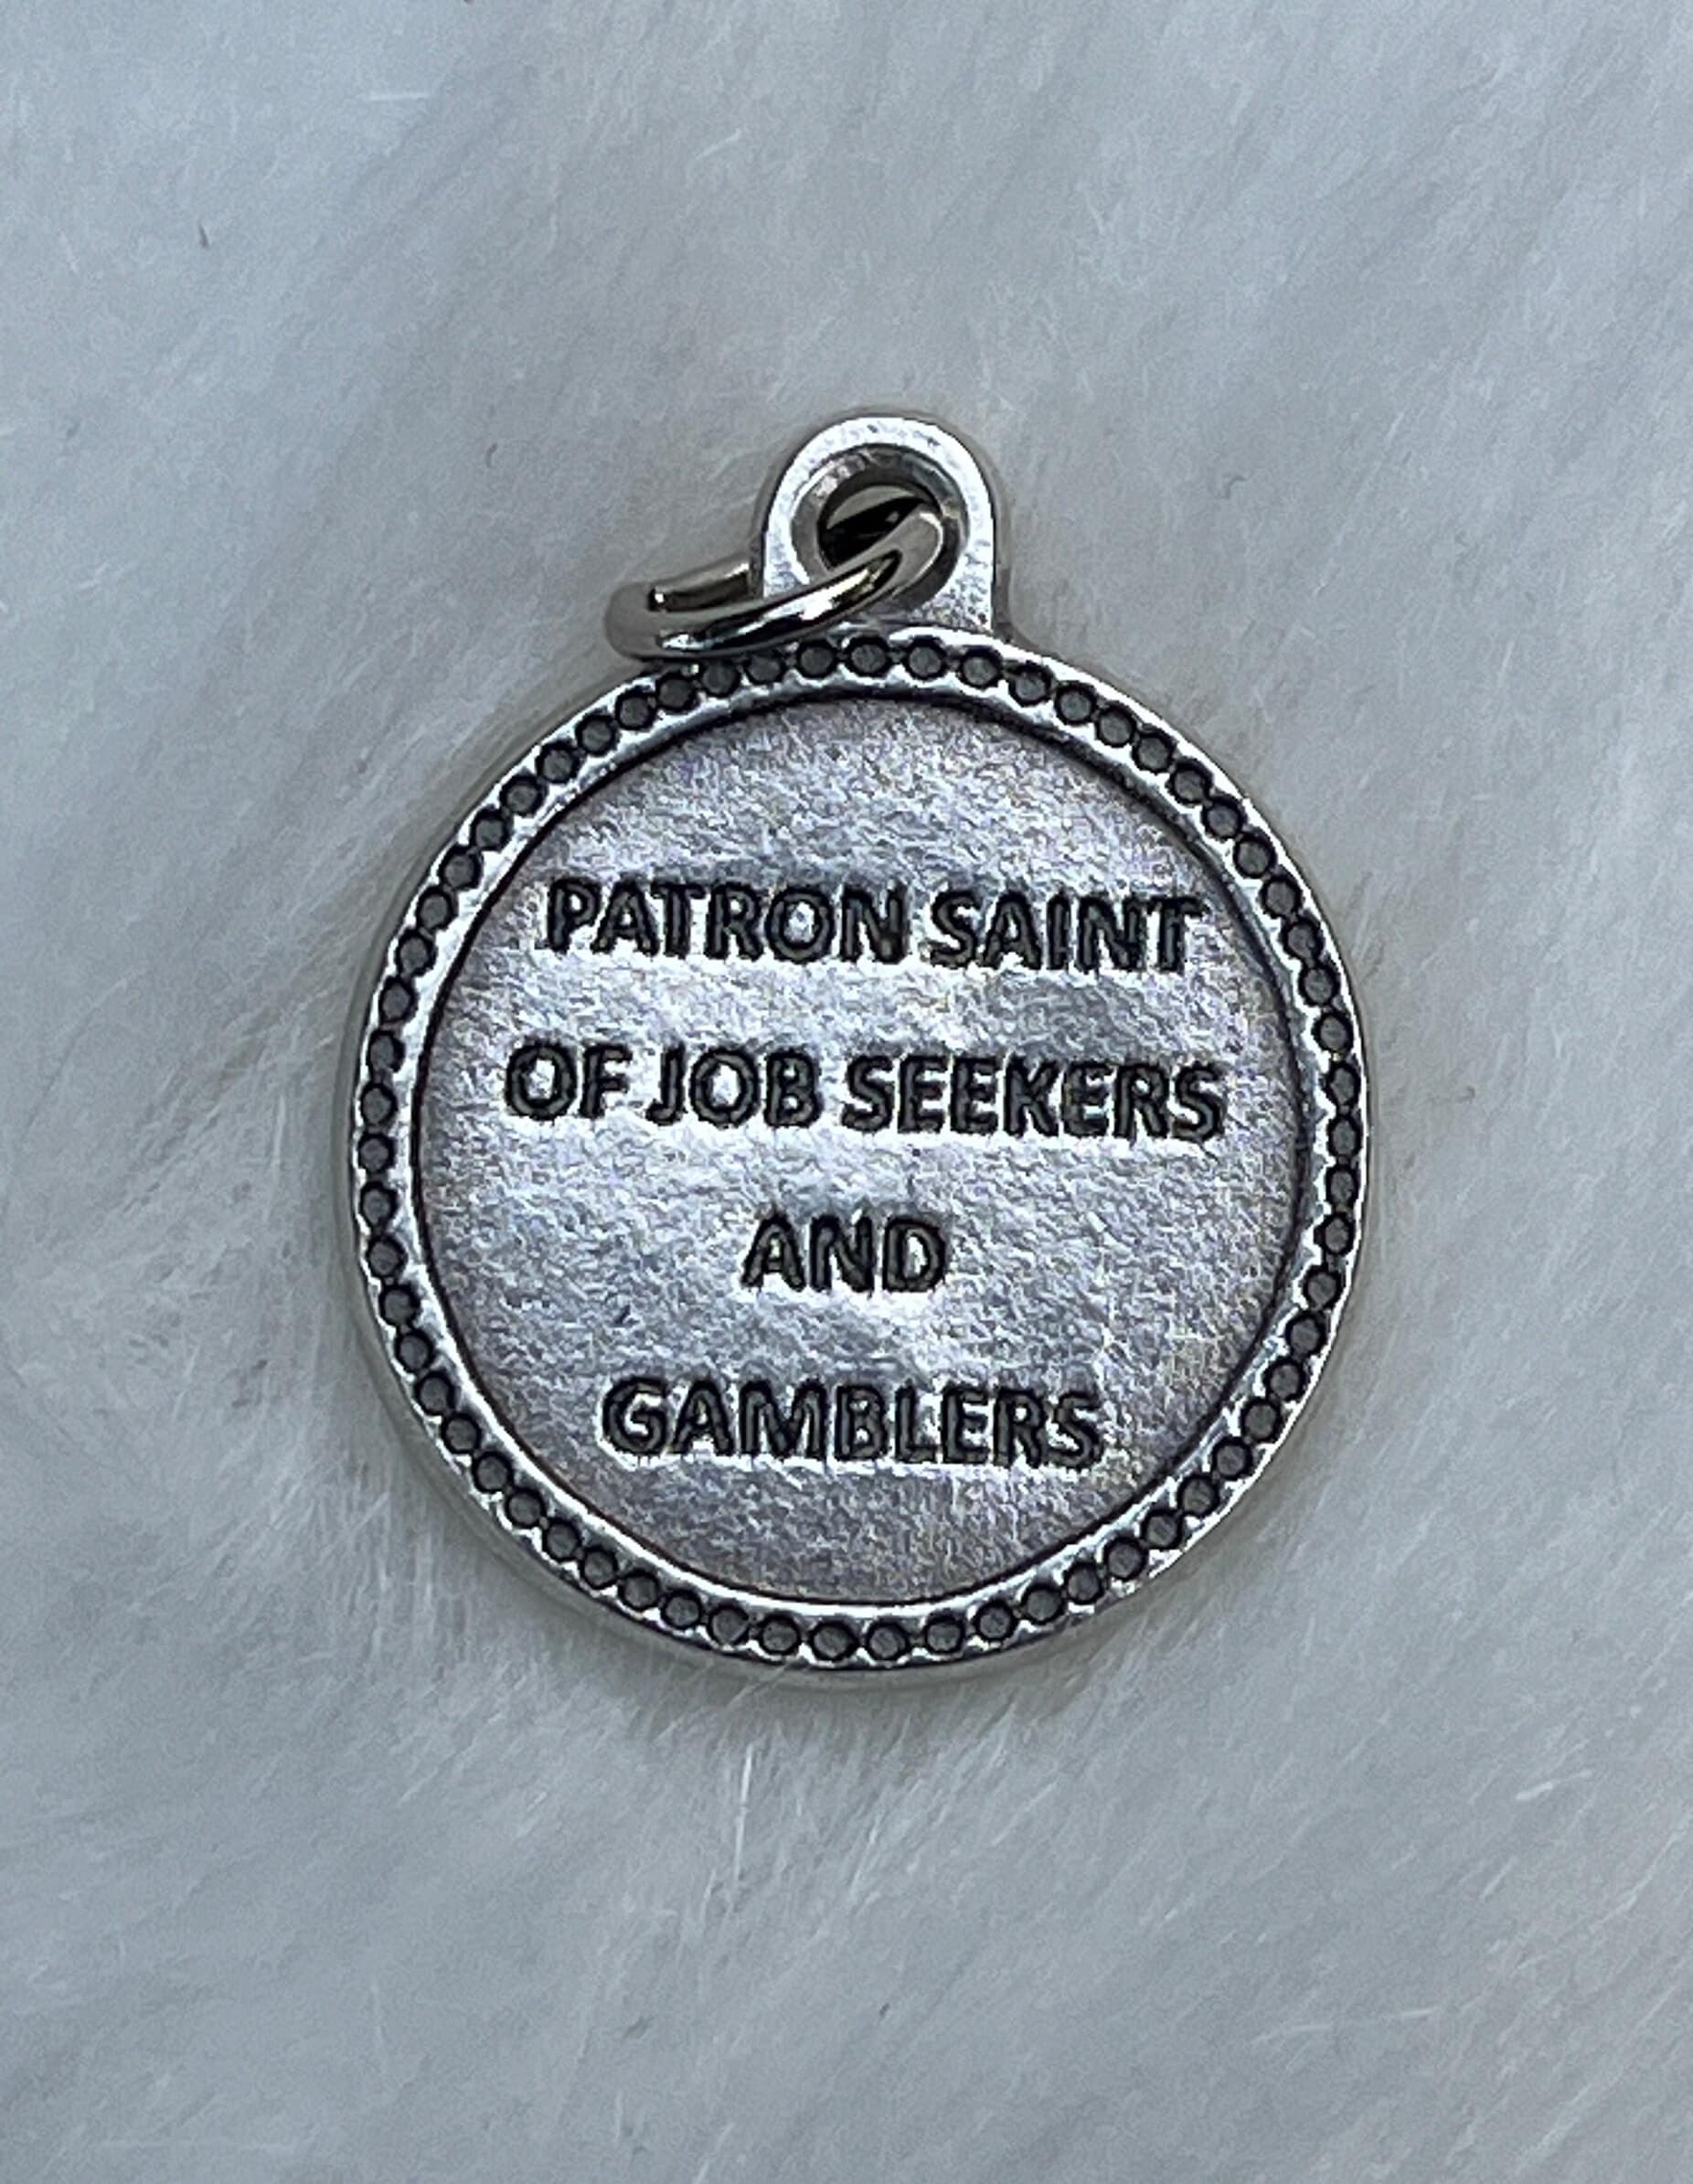 PATRON SAINT
OF JOB SEEKERS
AND
GAMBLERS